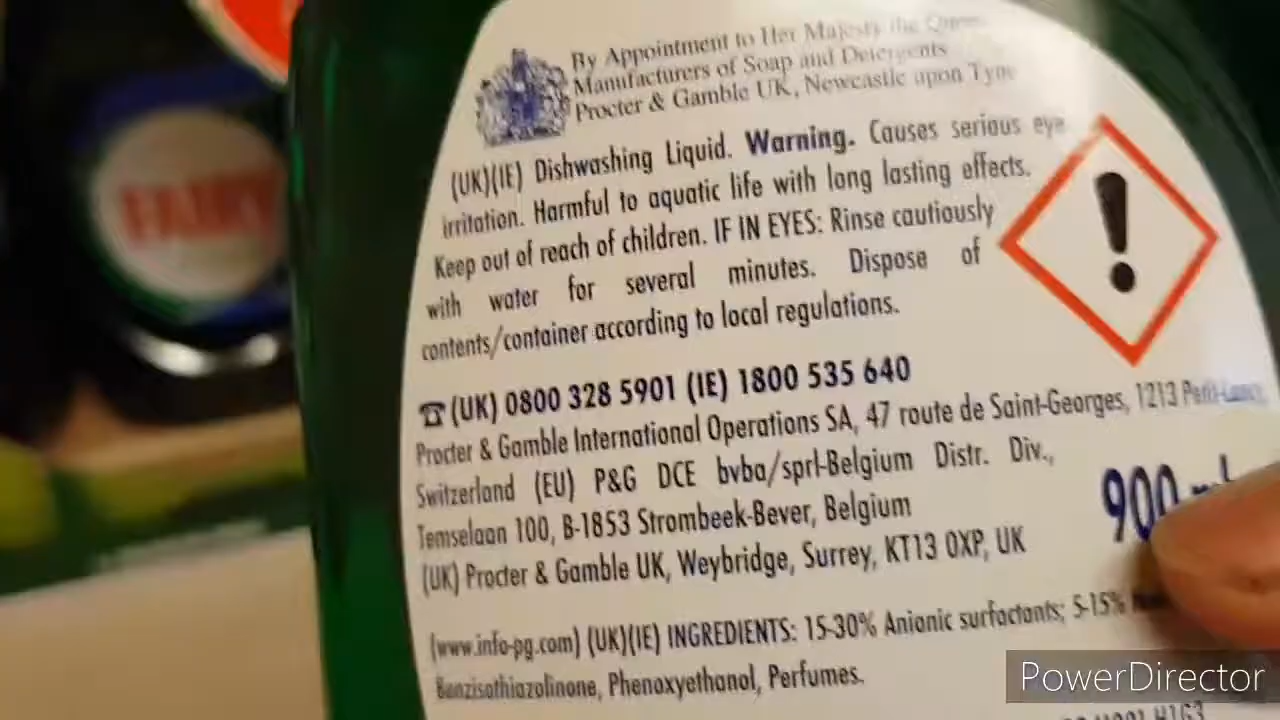 FAIRY
By Appointment to Her Majesty the Queen
Manufacturers of Soap and Detergents
Procter & Gamble UK, Newcastle upon Tyne
(UK)(IE) Dishwashing Liquid. Warning. Causes serious eye
irritation. Harmful to aquatic life with long lasting effects.
Keep out of reach of children. IF IN EYES: Rinse cautiously
with water for several minutes. Dispose of
contents/container according to local regulations.
(UK) 0800 328 5901 (IE) 1800 535 640
Procter & Gamble International Operations SA, 47 route de Saint-Georges, 1213 Petit-Lancy,
Switzerland (EU) P&G DCE bvba/sprl-Belgium Distr. Div.,
Temselaan 100, B-1853 Strombeek-Bever, Belgium
900
(UK) Procter & Gamble UK, Weybridge, Surrey, KT13 0XP, UK
(www.info-pg.com) (UK)(IE) INGREDIENTS: 15-30% Anionic surfactants; 5-15%
Benzisothiazolinone, Phenoxyethanol, Perfumes.
PowerDirector